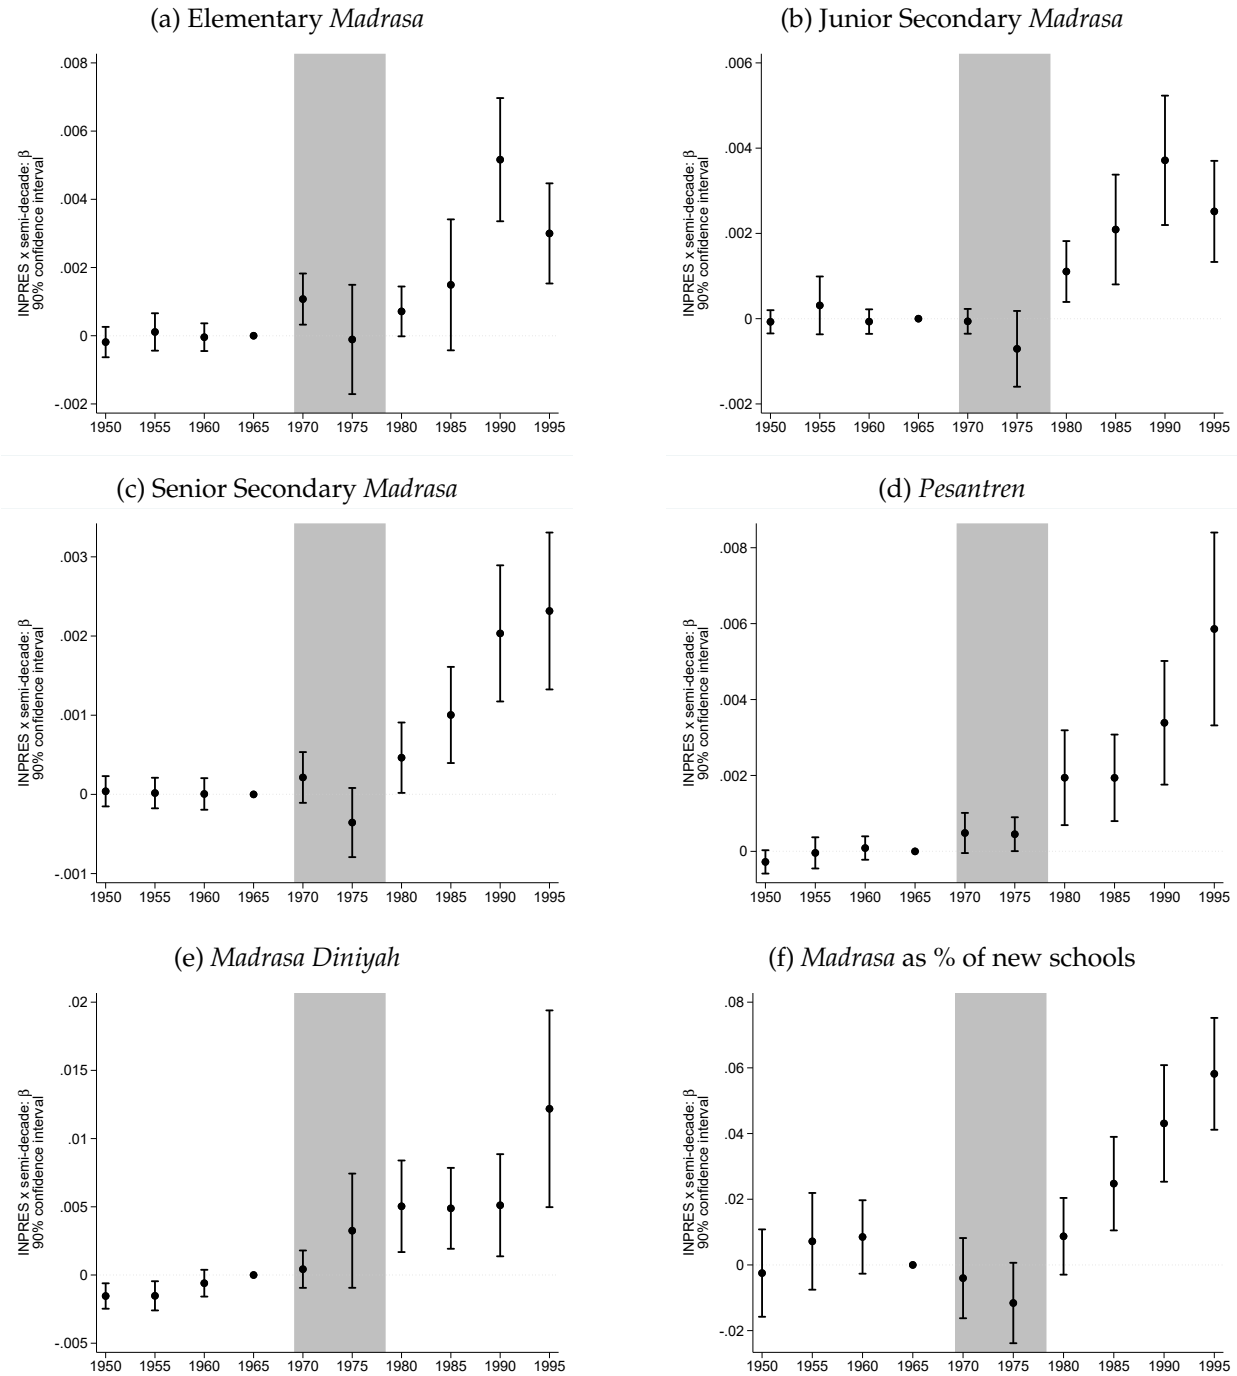 (a) Elementary Madrasa
INPRES x semi-decade: β
90% confidence interval
.008
.006
.004
.002
0
-.002
1950 1955 1960 1965 1970 1975 1980 1985 1990 1995
(b) Junior Secondary Madrasa
INPRES x semi-decade: β
90% confidence interval
.006
.004
.002
0
-.002
1950 1955 1960 1965 1970 1975 1980 1985 1990 1995
(c) Senior Secondary Madrasa
INPRES x semi-decade: β
90% confidence interval
.003
.002
.001
0
-.001
1950 1955 1960 1965 1970 1975 1980 1985 1990 1995
(d) Pesantren
INPRES x semi-decade: β
90% confidence interval
.008
.006
.004
.002
0
1950 1955 1960 1965 1970 1975 1980 1985 1990 1995
(e) Madrasa Diniyah
INPRES x semi-decade: β
90% confidence interval
.02
.015
.01
.005
0
-.005
1950 1955 1960 1965 1970 1975 1980 1985 1990 1995
(f) Madrasa as % of new schools
INPRES x semi-decade: β
90% confidence interval
.08
.06
.04
.02
0
-.02
1950 1955 1960 1965 1970 1975 1980 1985 1990 1995